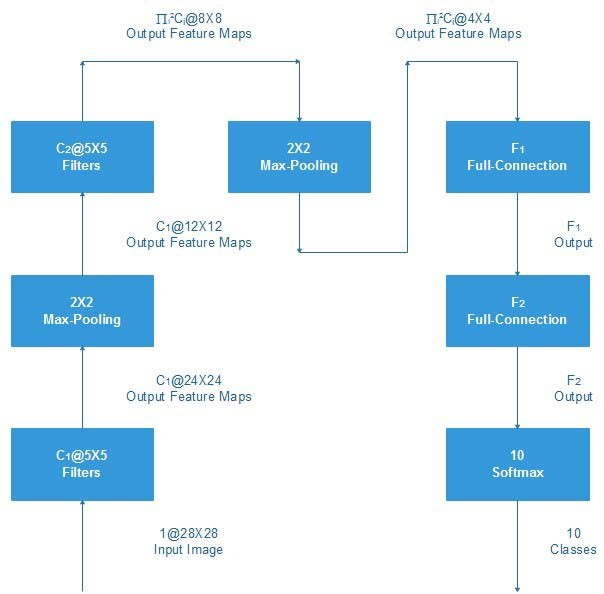 ∏ᵢ²Cᵢ@8X8
Output Feature Maps
∏ᵢ²Cᵢ@4X4
Output Feature Maps
C₂@5X5
Filters
2X2
Max-Pooling
F₁
Full-Connection
C₁@12X12
Output Feature Maps
F₁
Output
2X2
Max-Pooling
F₂
Full-Connection
C₁@24X24
Output Feature Maps
F₂
Output
C₁@5X5
Filters
10
Softmax
1@28X28
Input Image
10
Classes